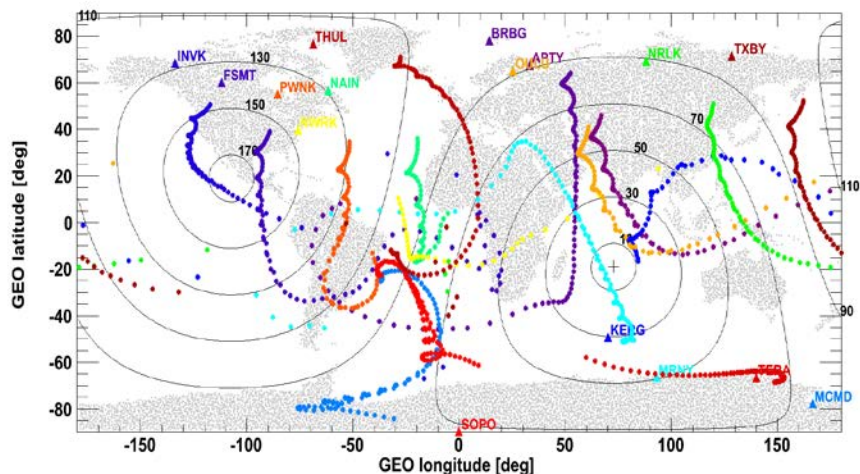 110
THUL
BRBG
APTY
NRLK
TXBY
INVK
130
FSMT
PWNK
NAIN
150
170
70
50
30
110
10
90
KERG
MRNY
TERA
MCMD
SOPO
80
60
40
20
0
-20
-40
-60
-80
GEO latitude [deg]
-150
-100
-50
0
50
100
150
GEO longitude [deg]